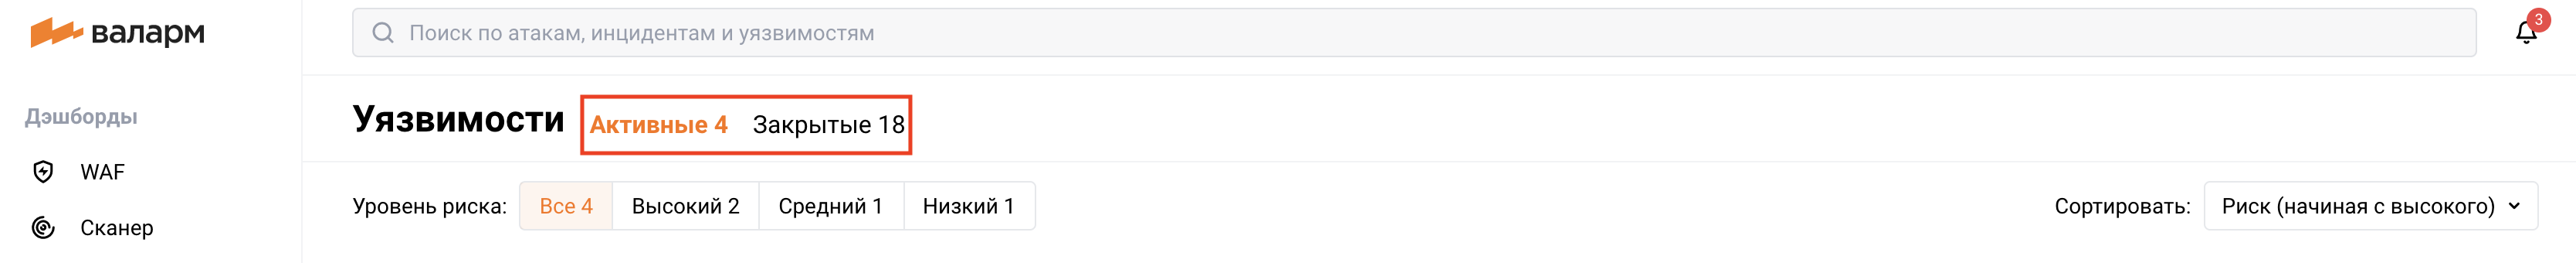 валарм
Поиск по атакам, инцидентам и уязвимостям
3
Дэшборды
WAF
Сканер
Уязвимости Активные 4 Закрытые 18
Уровень риска: Все 4 Высокий 2 Средний 1 Низкий 1
Сортировать: Риск (начиная с высокого)